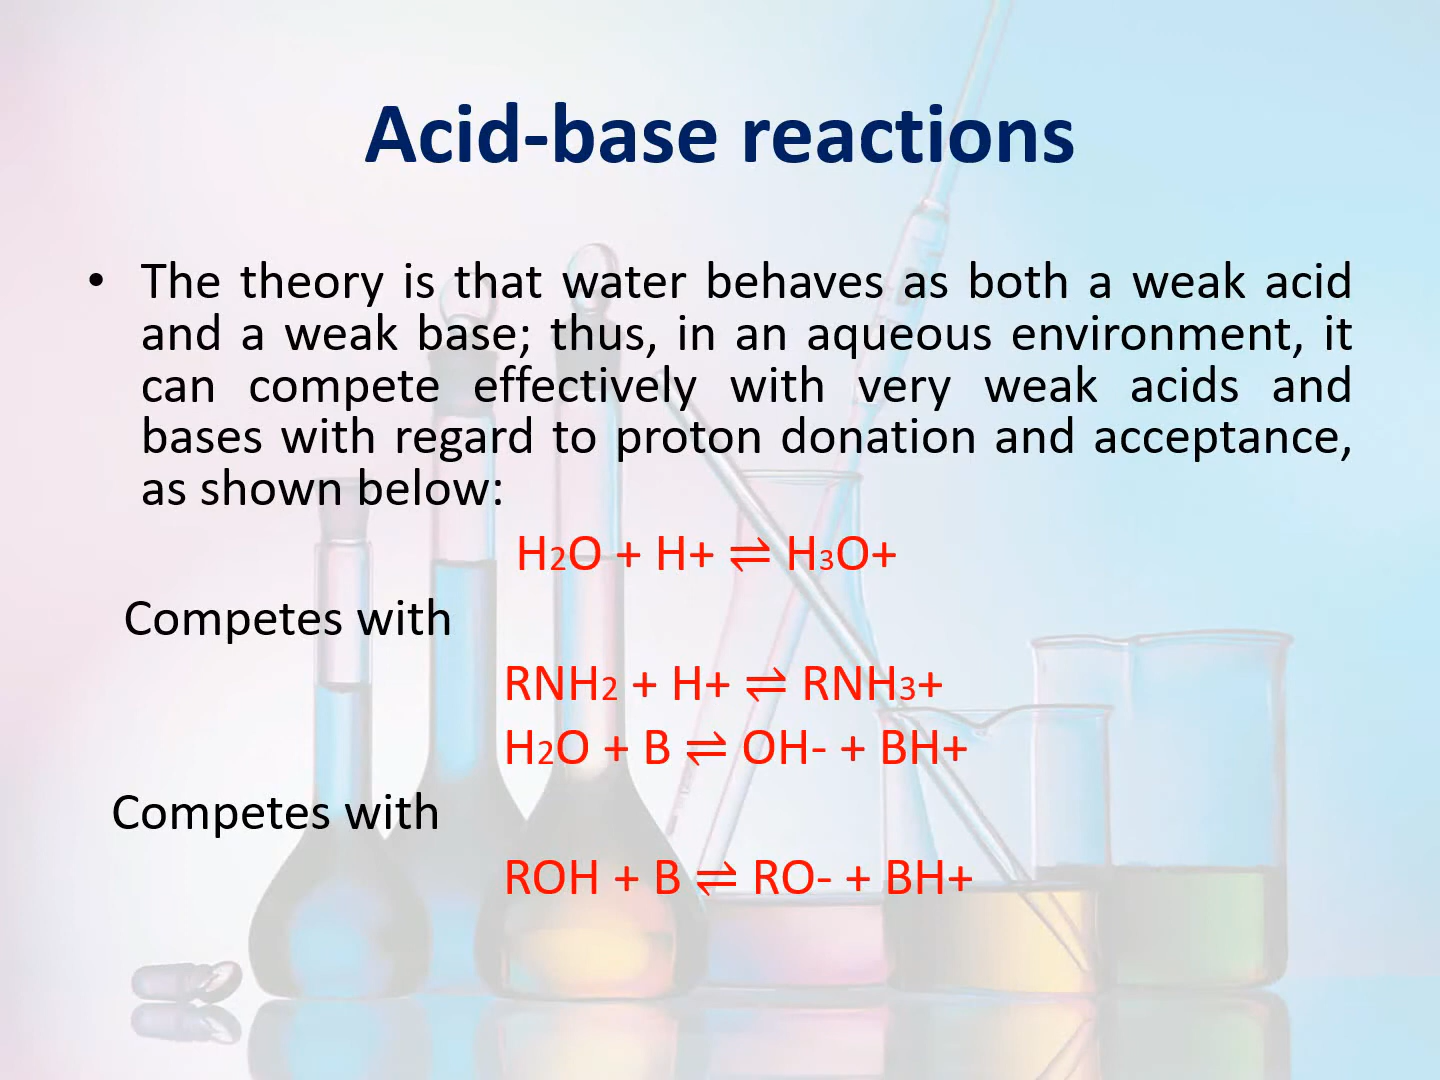 Acid-base reactions
• The theory is that water behaves as both a weak acid
and a weak base; thus, in an aqueous environment, it
can compete effectively with very weak acids and
bases with regard to proton donation and acceptance,
as shown below:
H2O + H+ ⇌ H3O+
Competes with
RNH2 + H+ ⇌ RNH3+
H2O + B ⇌ OH- + BH+
Competes with
ROH + B ⇌ RO- + BH+